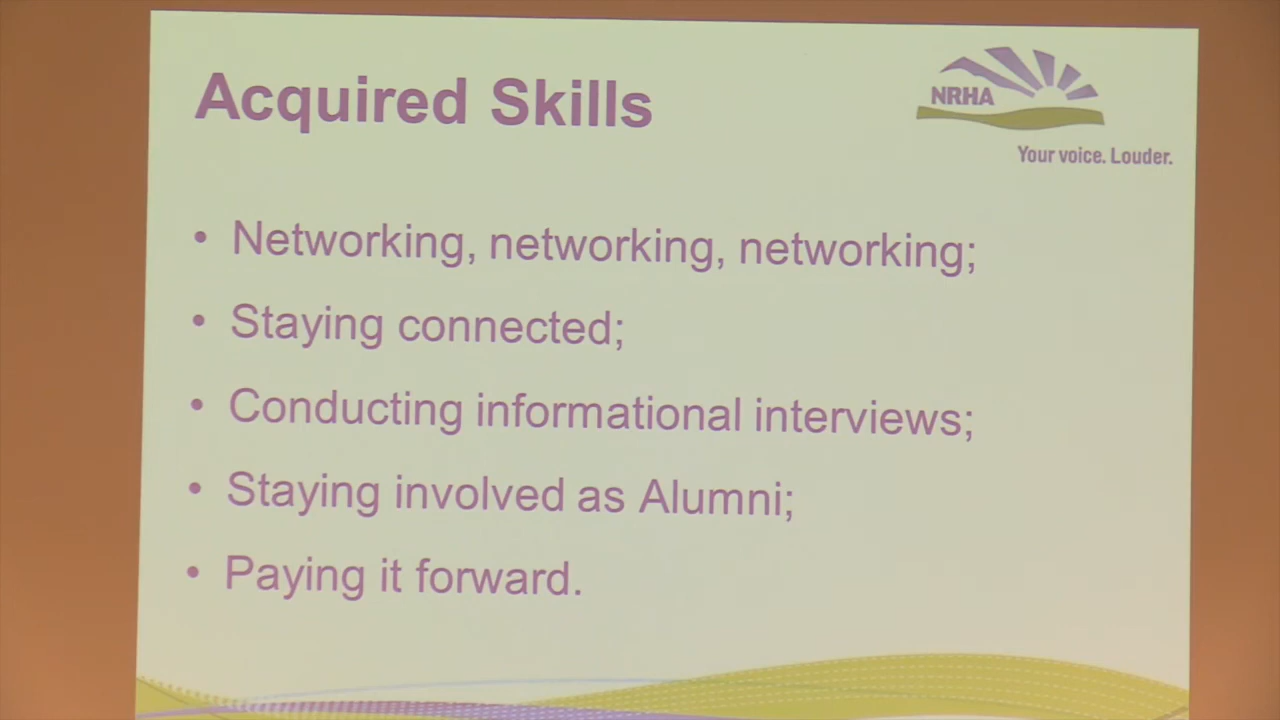 Acquired Skills
NRHA
Your voice. Louder.
• Networking, networking, networking;
• Staying connected;
• Conducting informational interviews;
• Staying involved as Alumni;
• Paying it forward.